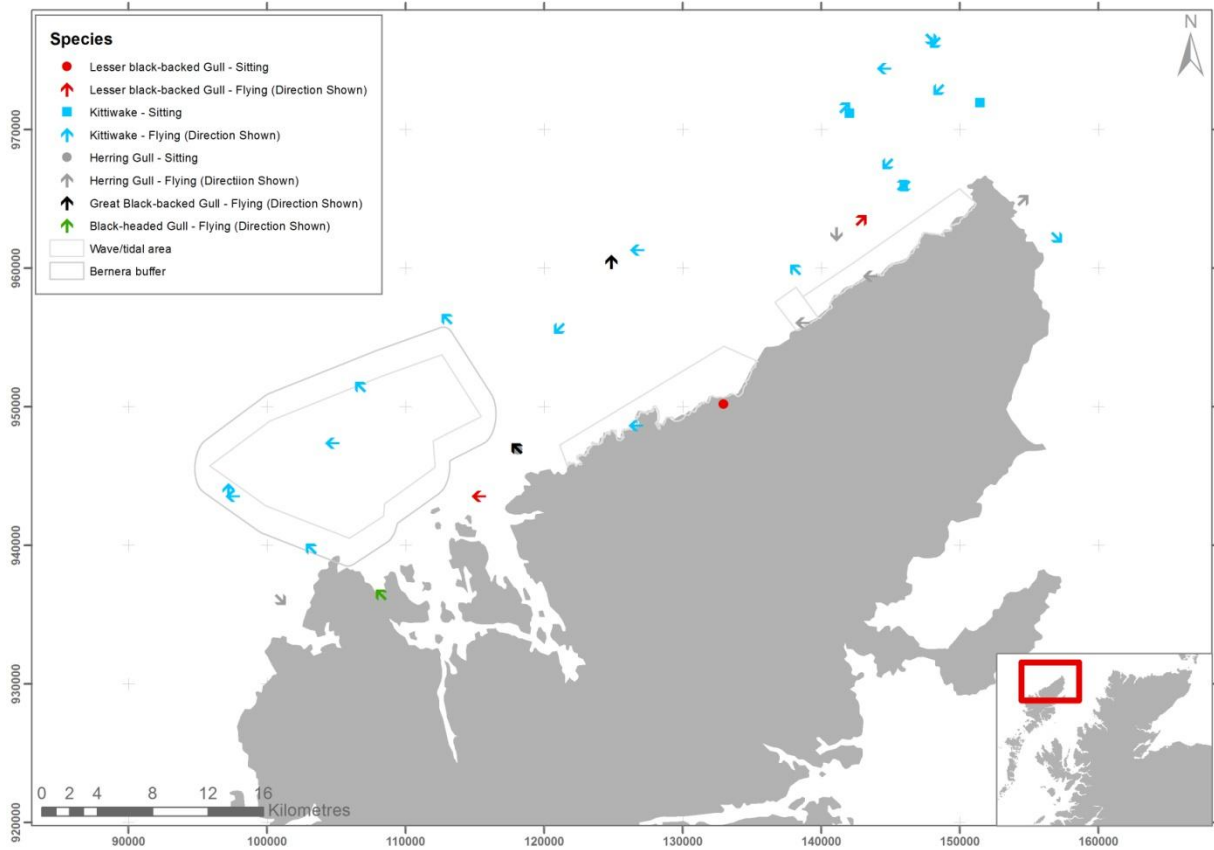 Species
Lesser black-backed Gull - Sitting
Lesser black-backed Gull - Flying (Direction Shown)
Kittiwake - Sitting
Kittiwake - Flying (Direction Shown)
Herring Gull - Sitting
Herring Gull - Flying (Directiion Shown)
Great Black-backed Gull - Flying (Direction Shown)
Black-headed Gull - Flying (Direction Shown)
Wave/tidal area
Bernera buffer
N
970000
960000
950000
940000
930000
920000
0 2 4 8 12 16
Kilometres
90000 100000 110000 120000 130000 140000 150000 160000